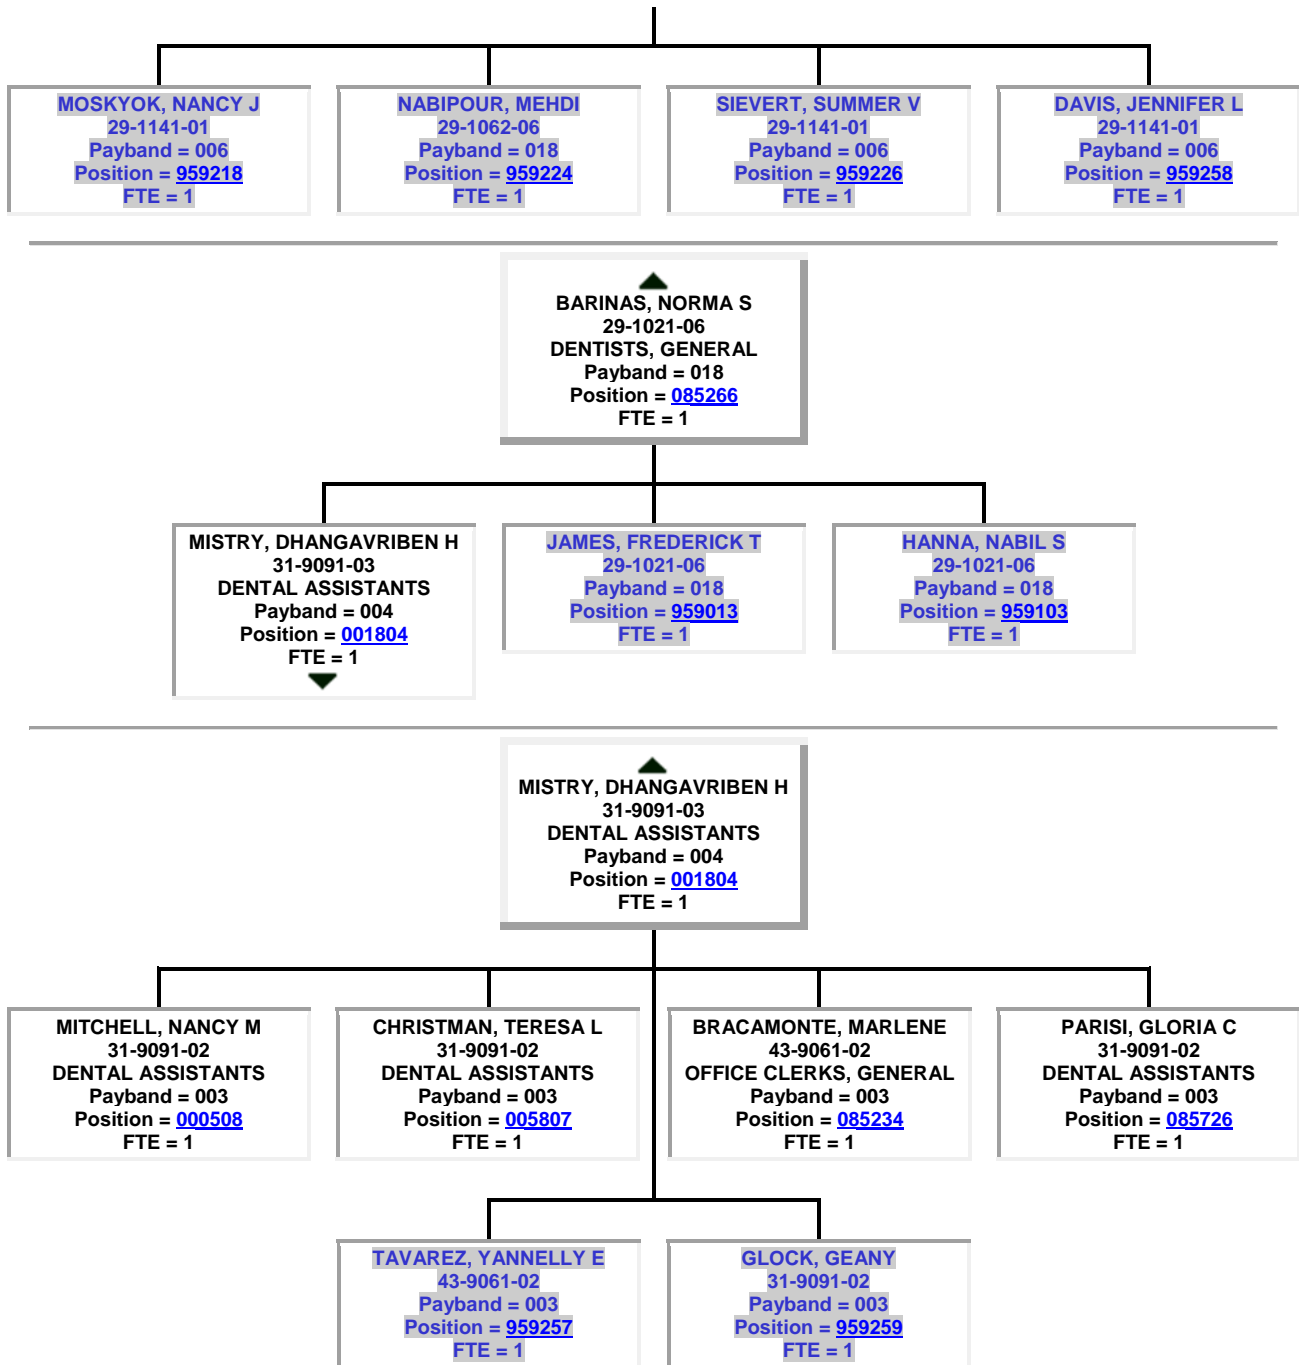 MOSKYOK, NANCY J
29-1141-01
Payband = 006
Position = 959218
FTE = 1
NABIPOUR, MEHDI
29-1062-06
Payband = 018
Position = 959224
FTE = 1
SIEVERT, SUMMER V
29-1141-01
Payband = 006
Position = 959226
FTE = 1
DAVIS, JENNIFER L
29-1141-01
Payband = 006
Position = 959258
FTE = 1
BARINAS, NORMA S
29-1021-06
DENTISTS, GENERAL
Payband = 018
Position = 085266
FTE = 1
MISTRY, DHANGAVRIBEN H
31-9091-03
DENTAL ASSISTANTS
Payband = 004
Position = 001804
FTE = 1
JAMES, FREDERICK T
29-1021-06
Payband = 018
Position = 959013
FTE = 1
HANNA, NABIL S
29-1021-06
Payband = 018
Position = 959103
FTE = 1
MISTRY, DHANGAVRIBEN H
31-9091-03
DENTAL ASSISTANTS
Payband = 004
Position = 001804
FTE = 1
MITCHELL, NANCY M
31-9091-02
DENTAL ASSISTANTS
Payband = 003
Position = 000508
FTE = 1
CHRISTMAN, TERESA L
31-9091-02
DENTAL ASSISTANTS
Payband = 003
Position = 005807
FTE = 1
BRACAMONTE, MARLENE
43-9061-02
OFFICE CLERKS, GENERAL
Payband = 003
Position = 085234
FTE = 1
PARISI, GLORIA C
31-9091-02
DENTAL ASSISTANTS
Payband = 003
Position = 085726
FTE = 1
TAVAREZ, YANNELLY E
43-9061-02
Payband = 003
Position = 959257
FTE = 1
GLOCK, GEANY
31-9091-02
Payband = 003
Position = 959259
FTE = 1